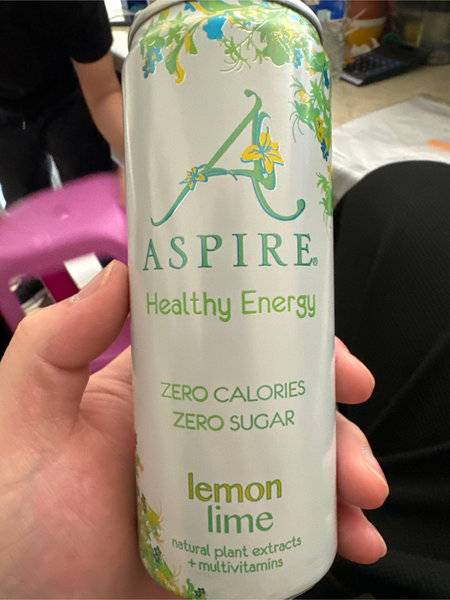 A
ASPIRE®
Healthy Energy
ZERO CALORIES
ZERO SUGAR
lemon
lime
natural plant extracts
+ multivitamins